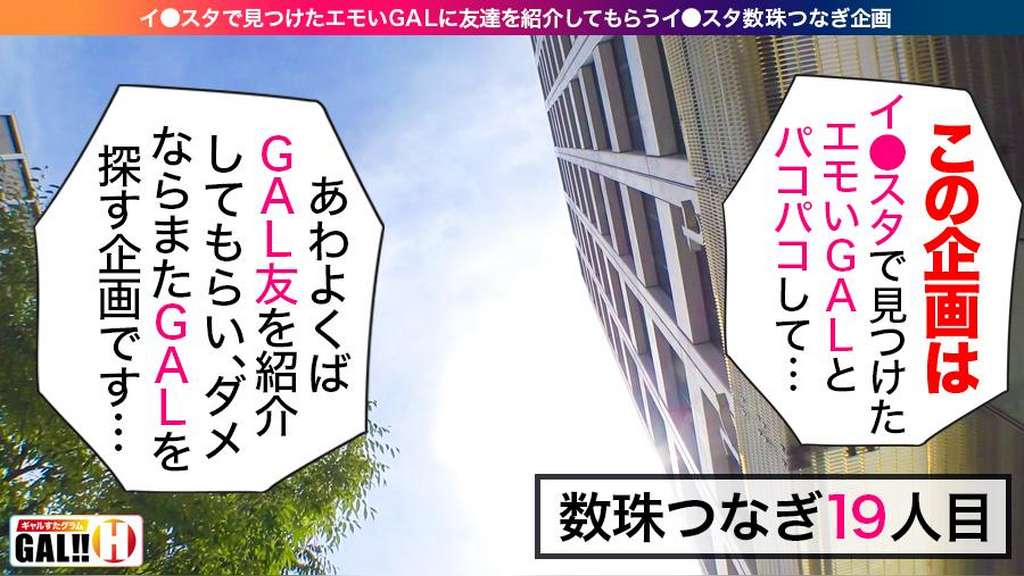 イ●スタで見つけたエモいGALに友達を紹介してもらうイ●スタ数珠つなぎ企画
この企画は
イ●スタで見つけた
エモいGALと
パコパコして…
あわよくば
GAL友を紹介
してもらい、ダメ
ならまたGALを
探す企画です…
数珠つなぎ19人目
ギャルすたグラム
GAL!!H